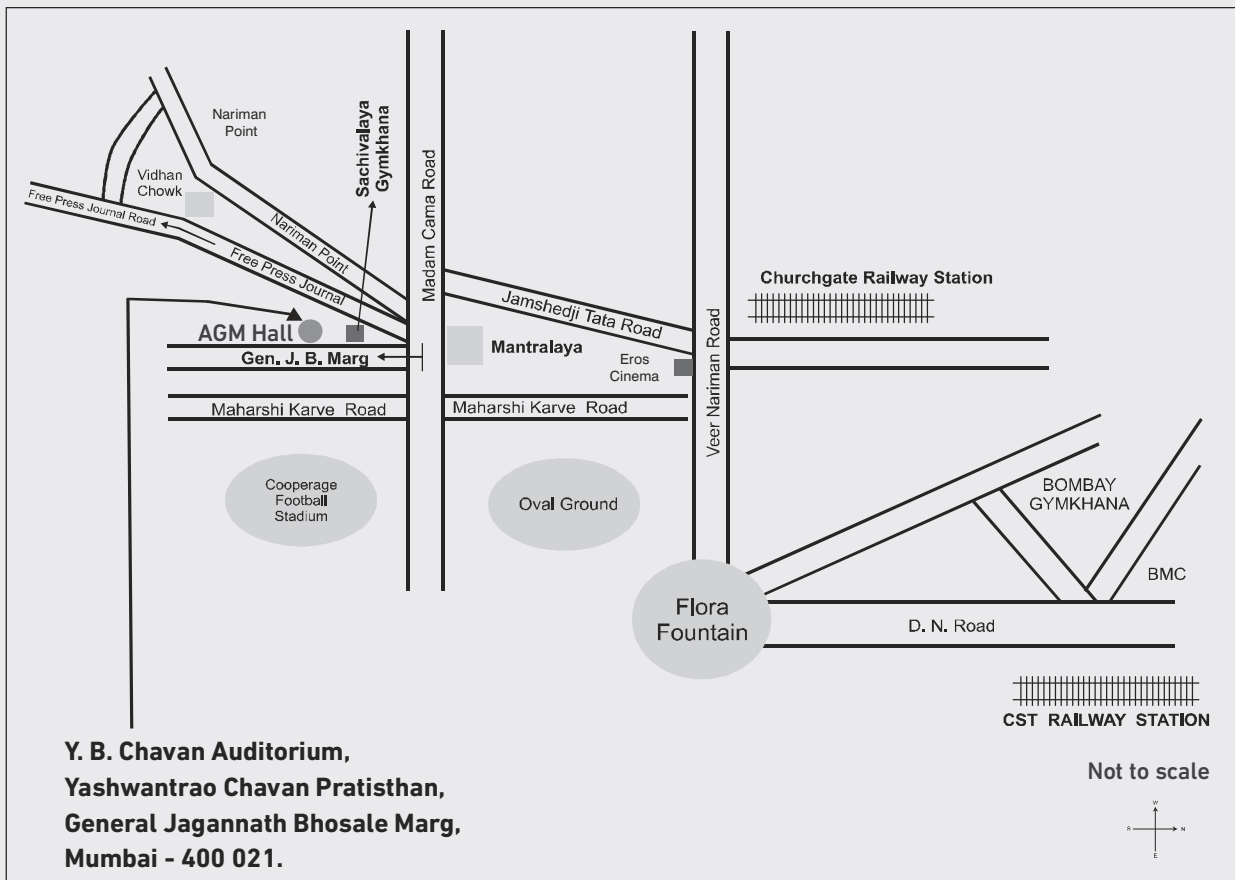 Nariman
Point
Sachivalaya
Gymkhana
Madam Cama Road
Vidhan
Chowk
Free Press Journal Road
Nariman Point
Free Press Journal
Churchgate Railway Station
Jamshedji Tata Road
Veer Nariman Road
AGM Hall
Mantralaya
Gen. J. B. Marg
Eros
Cinema
Maharshi Karve Road
Maharshi Karve Road
Cooperage
Football
Stadium
Oval Ground
BOMBAY
GYMKHANA
BMC
Flora
Fountain
D. N. Road
CST RAILWAY STATION
Y. B. Chavan Auditorium,
Yashwantrao Chavan Pratisthan,
General Jagannath Bhosale Marg,
Mumbai - 400 021.
Not to scale
W
S
N
E